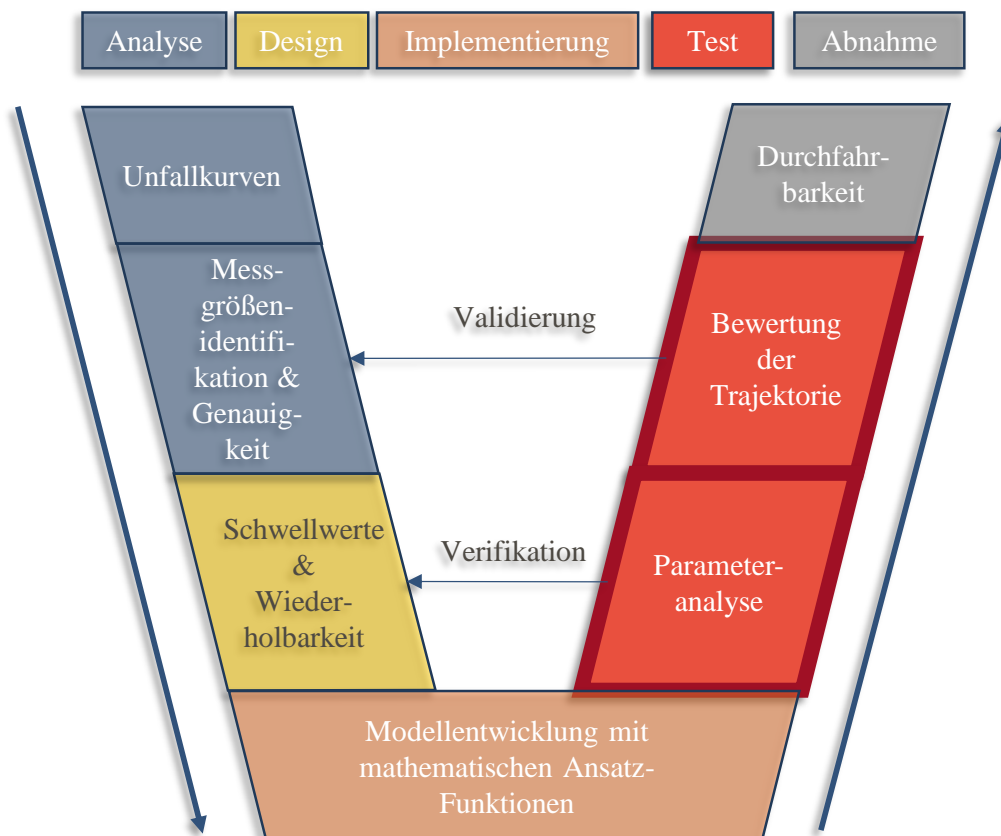 Analyse
Design
Implementierung
Test
Abnahme
Unfallkurven
Durchfahr-
barkeit
Mess-
größen-
identifi-
kation &
Genauig-
keit
Validierung
Bewertung
der
Trajektorie
Schwellwerte
&
Wieder-
holbarkeit
Verifikation
Parameter-
analyse
Modellentwicklung mit
mathematischen Ansatz-
Funktionen